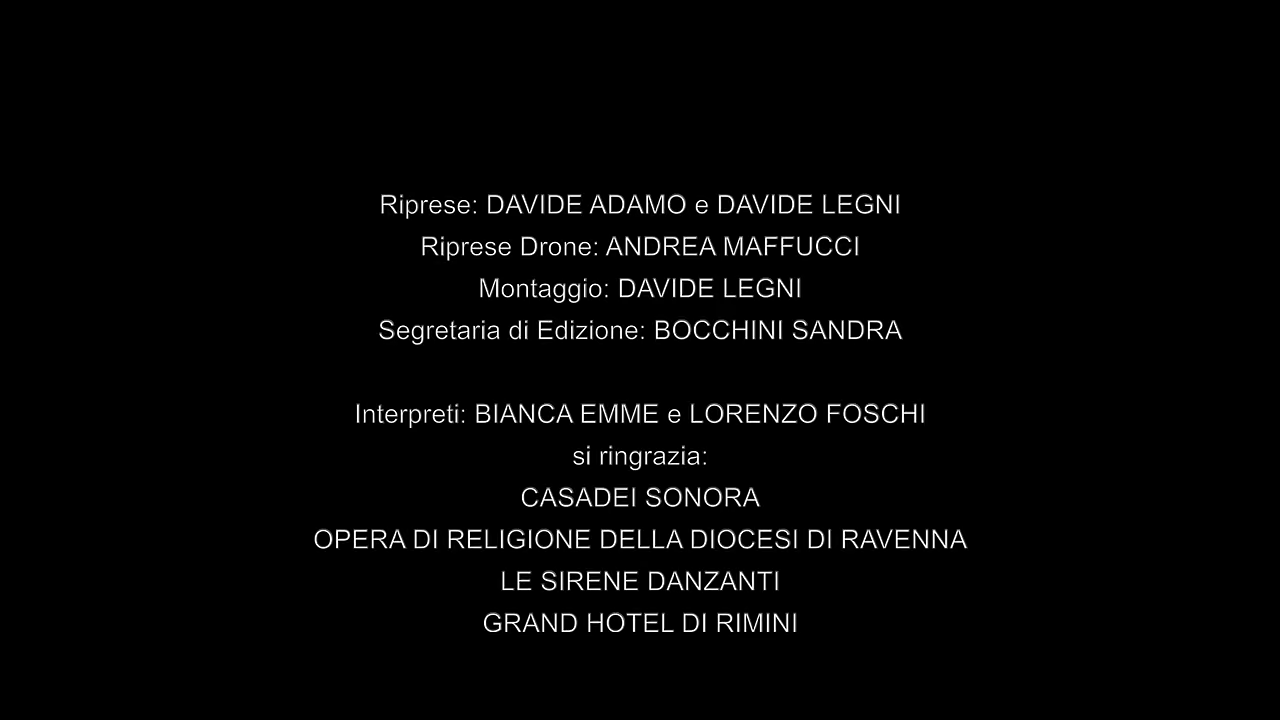 Riprese: DAVIDE ADAMO e DAVIDE LEGNI
Riprese Drone: ANDREA MAFFUCCI
Montaggio: DAVIDE LEGNI
Segretaria di Edizione: BOCCHINI SANDRA
Interpreti: BIANCA EMME e LORENZO FOSCHI
si ringrazia:
CASADEI SONORA
OPERA DI RELIGIONE DELLA DIOCESI DI RAVENNA
LE SIRENE DANZANTI
GRAND HOTEL DI RIMINI